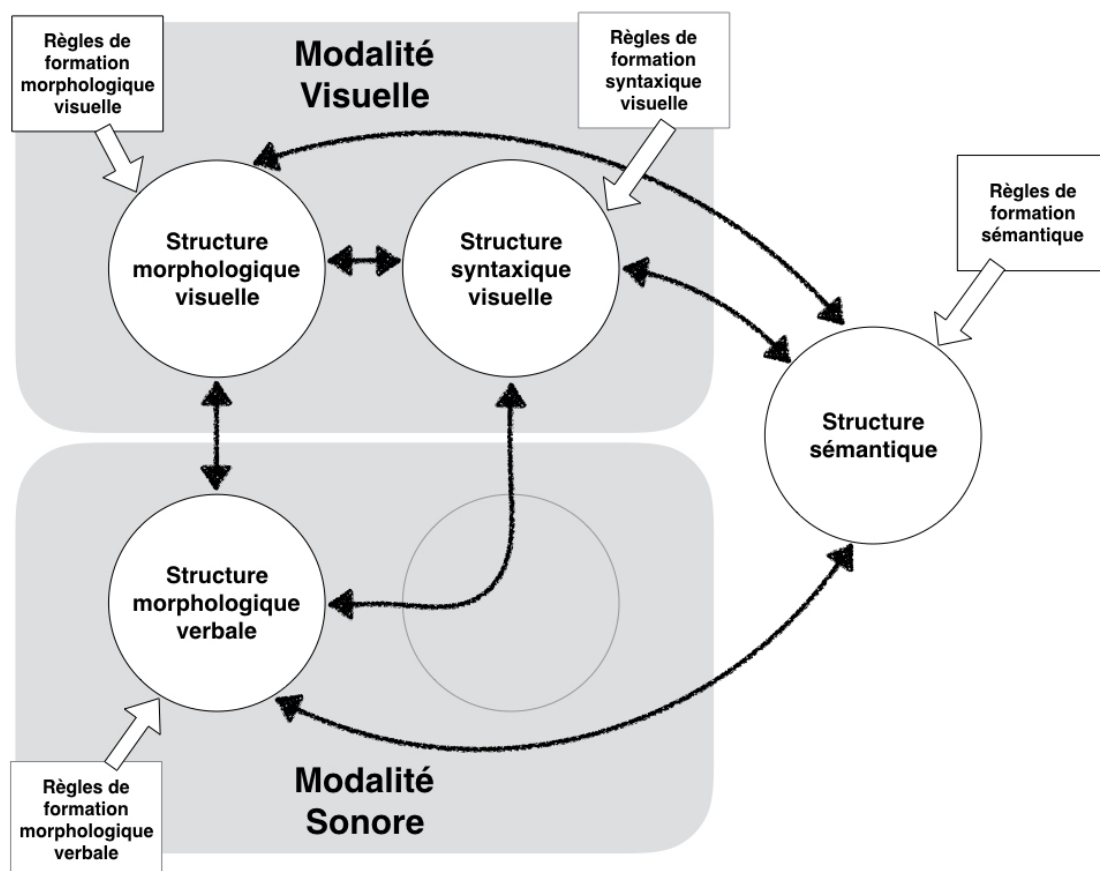 Règles de
formation
morphologique
visuelle
Modalité
Visuelle
Règles de
formation
syntaxique
visuelle
Règles de
formation
sémantique
Structure
morphologique
visuelle
Structure
syntaxique
visuelle
Structure
sémantique
Structure
morphologique
verbale
Règles de
formation
morphologique
verbale
Modalité
Sonore